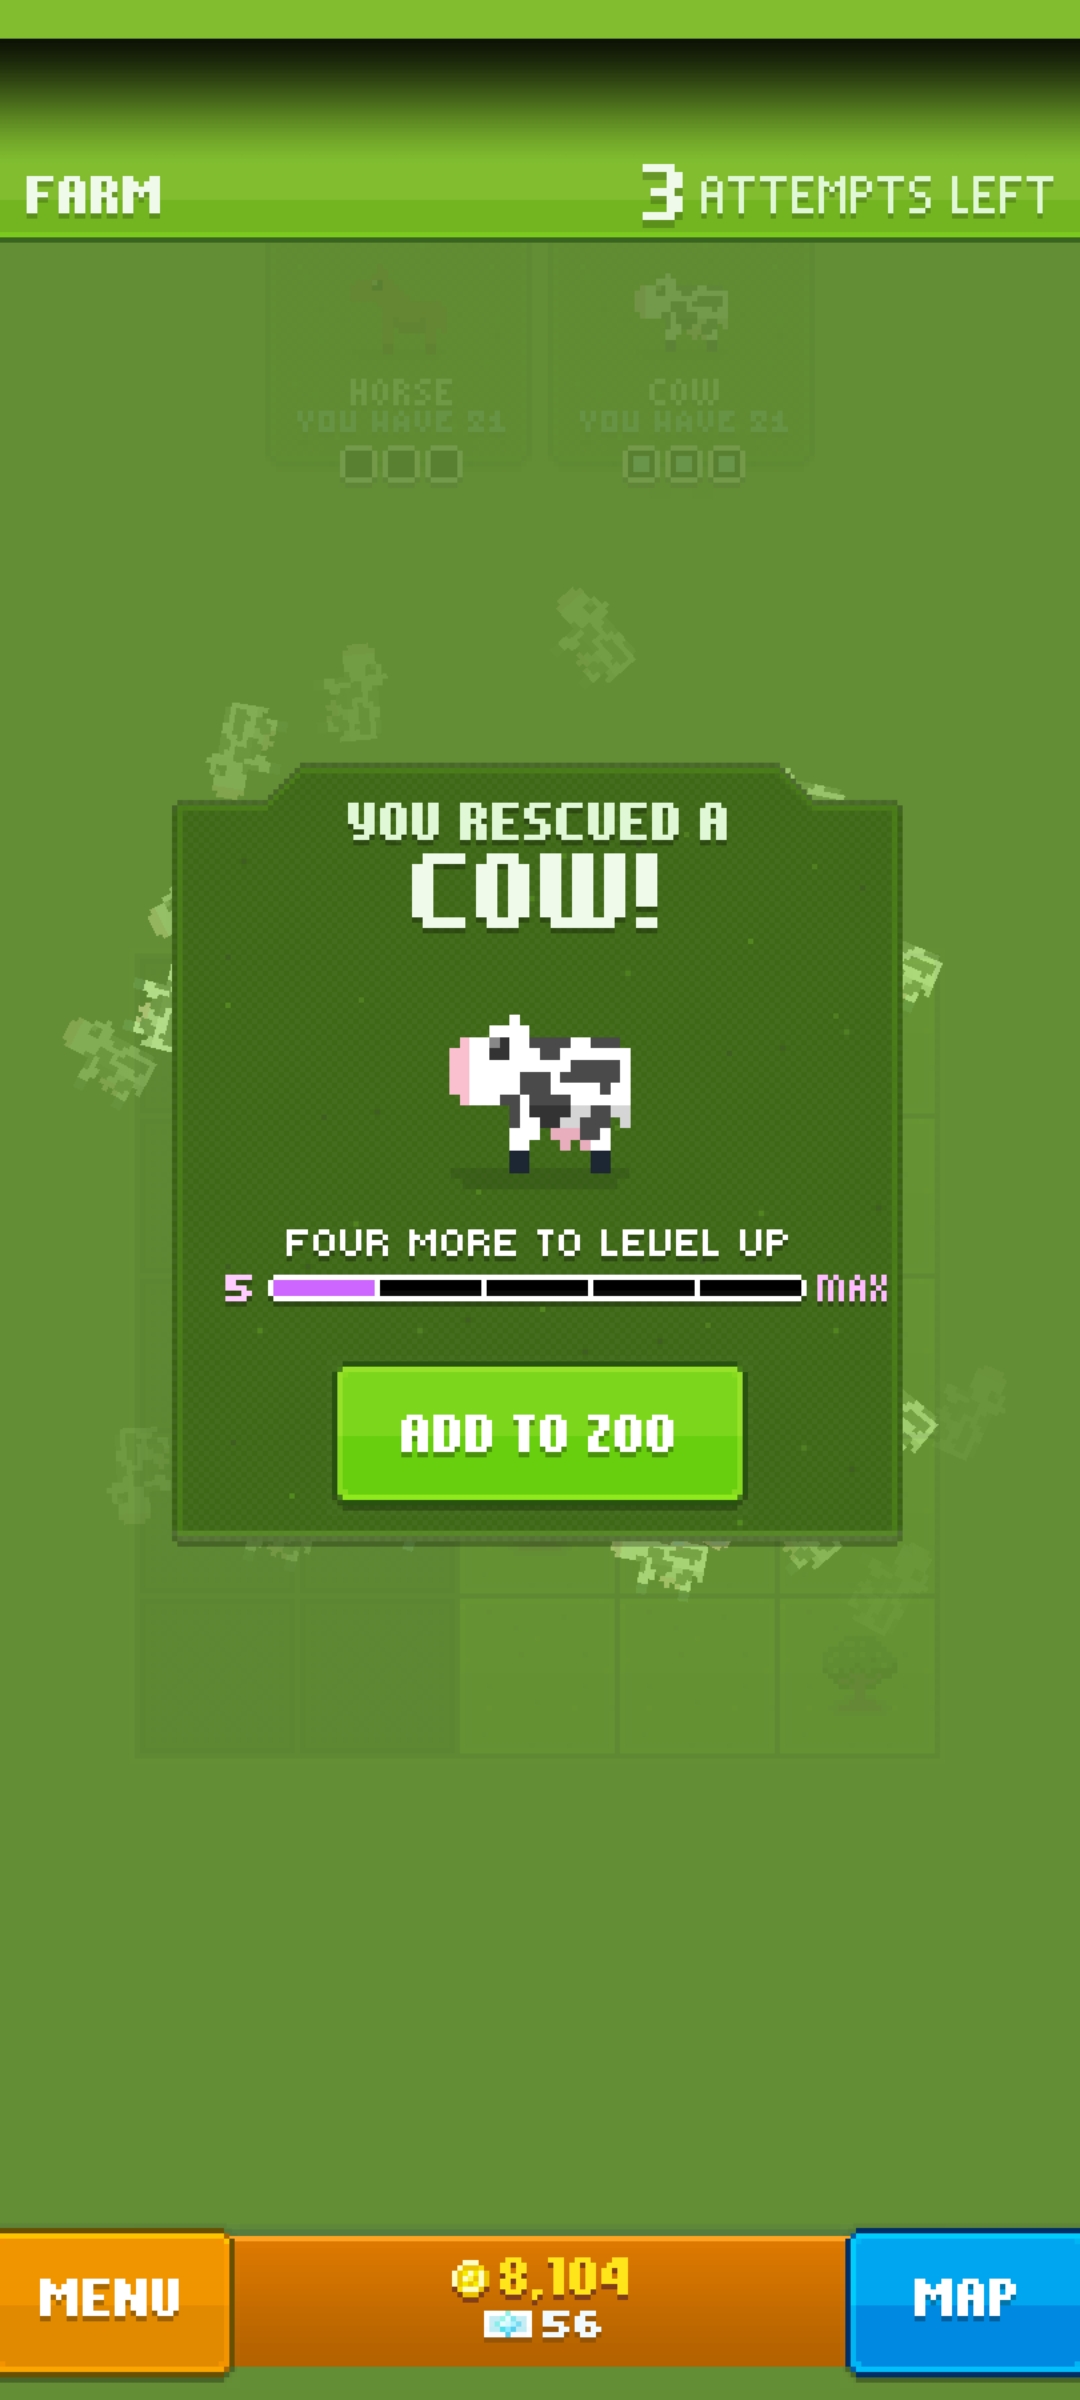 FARM
3 ATTEMPTS LEFT
HORSE
YOU HAVE 21
COW
YOU HAVE 21
YOU RESCUED A
COW!
FOUR MORE TO LEVEL UP
5
MAX
ADD TO ZOO
MENU
8,104
56
MAP